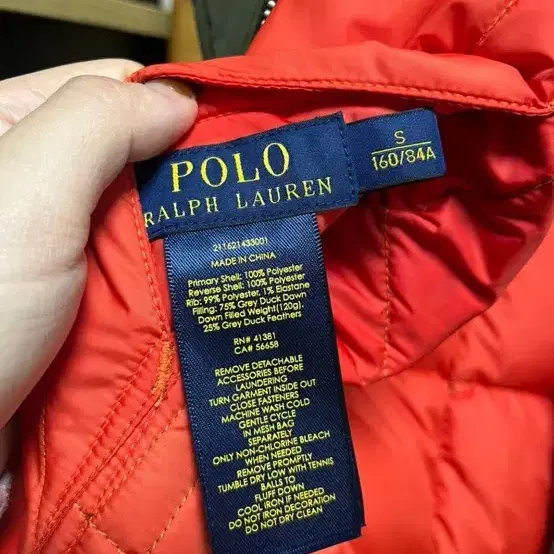 POLO
RALPH LAUREN
S
160/84A
211621433001
MADE IN CHINA
Primary Shell: 100% Polyester
Reverse Shell: 100% Polyester
Rib: 99% Polyester, 1% Elastane
Filling: 75% Grey Duck Down
Down Filled Weight(120g),
25% Grey Duck Feathers
RN# 41381
CA# 56658
REMOVE DETACHABLE
ACCESSORIES BEFORE
LAUNDERING
TURN GARMENT INSIDE OUT
CLOSE FASTENERS
MACHINE WASH COLD
GENTLE CYCLE
IN MESH BAG
SEPARATELY
ONLY NON-CHLORINE BLEACH
WHEN NEEDED
REMOVE PROMPTLY
TUMBLE DRY LOW WITH TENNIS
BALLS TO
FLUFF DOWN
COOL IRON IF NEEDED
DO NOT IRON DECORATION
DO NOT DRY CLEAN